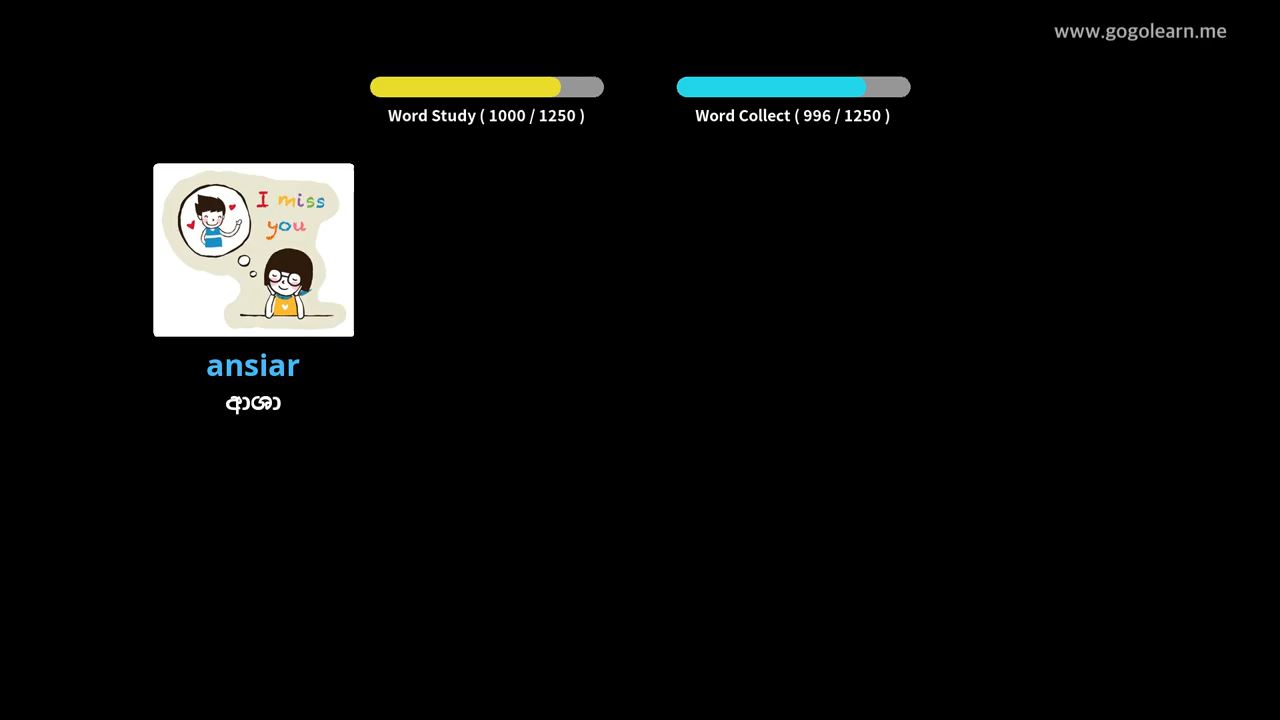 www.gogolearn.me
Word Study ( 1000 / 1250 )
Word Collect ( 996 / 1250 )
I miss
you
ansiar
ආශා